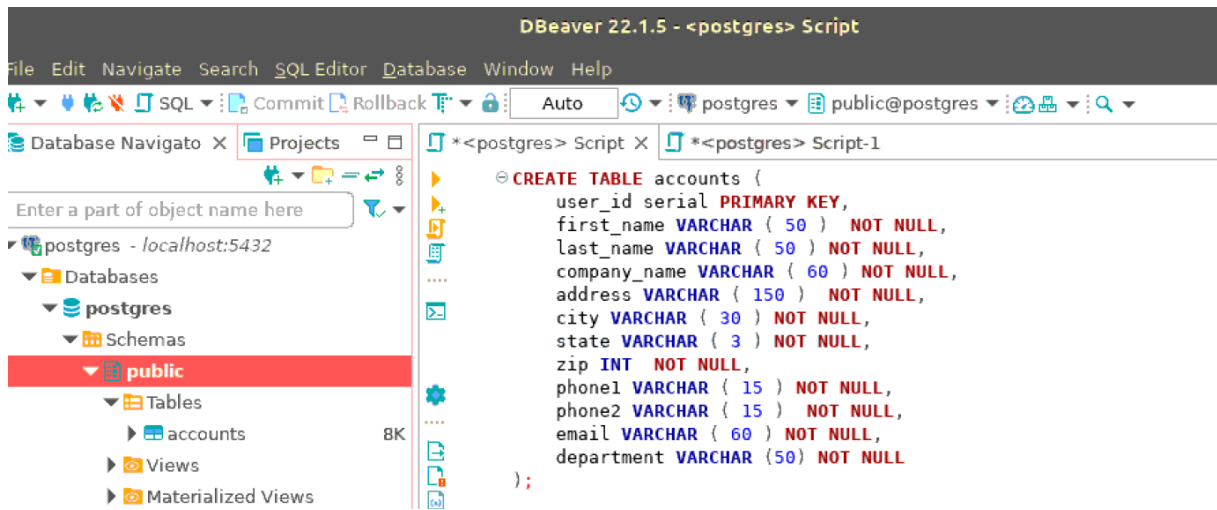 DBeaver 22.1.5 - <postgres> Script
File Edit Navigate Search SQL Editor Database Window Help
SQL Commit Rollback Auto postgres public@postgres
Database Navigato Projects
*<postgres> Script *<postgres> Script-1
Enter a part of object name here
postgres - localhost:5432
Databases
postgres
Schemas
public
Tables
accounts 8K
Views
Materialized Views
CREATE TABLE accounts (
user_id serial PRIMARY KEY,
first_name VARCHAR ( 50 ) NOT NULL,
last_name VARCHAR ( 50 ) NOT NULL,
company_name VARCHAR ( 60 ) NOT NULL,
address VARCHAR ( 150 ) NOT NULL,
city VARCHAR ( 30 ) NOT NULL,
state VARCHAR ( 3 ) NOT NULL,
zip INT NOT NULL,
phone1 VARCHAR ( 15 ) NOT NULL,
phone2 VARCHAR ( 15 ) NOT NULL,
email VARCHAR ( 60 ) NOT NULL,
department VARCHAR (50) NOT NULL
);